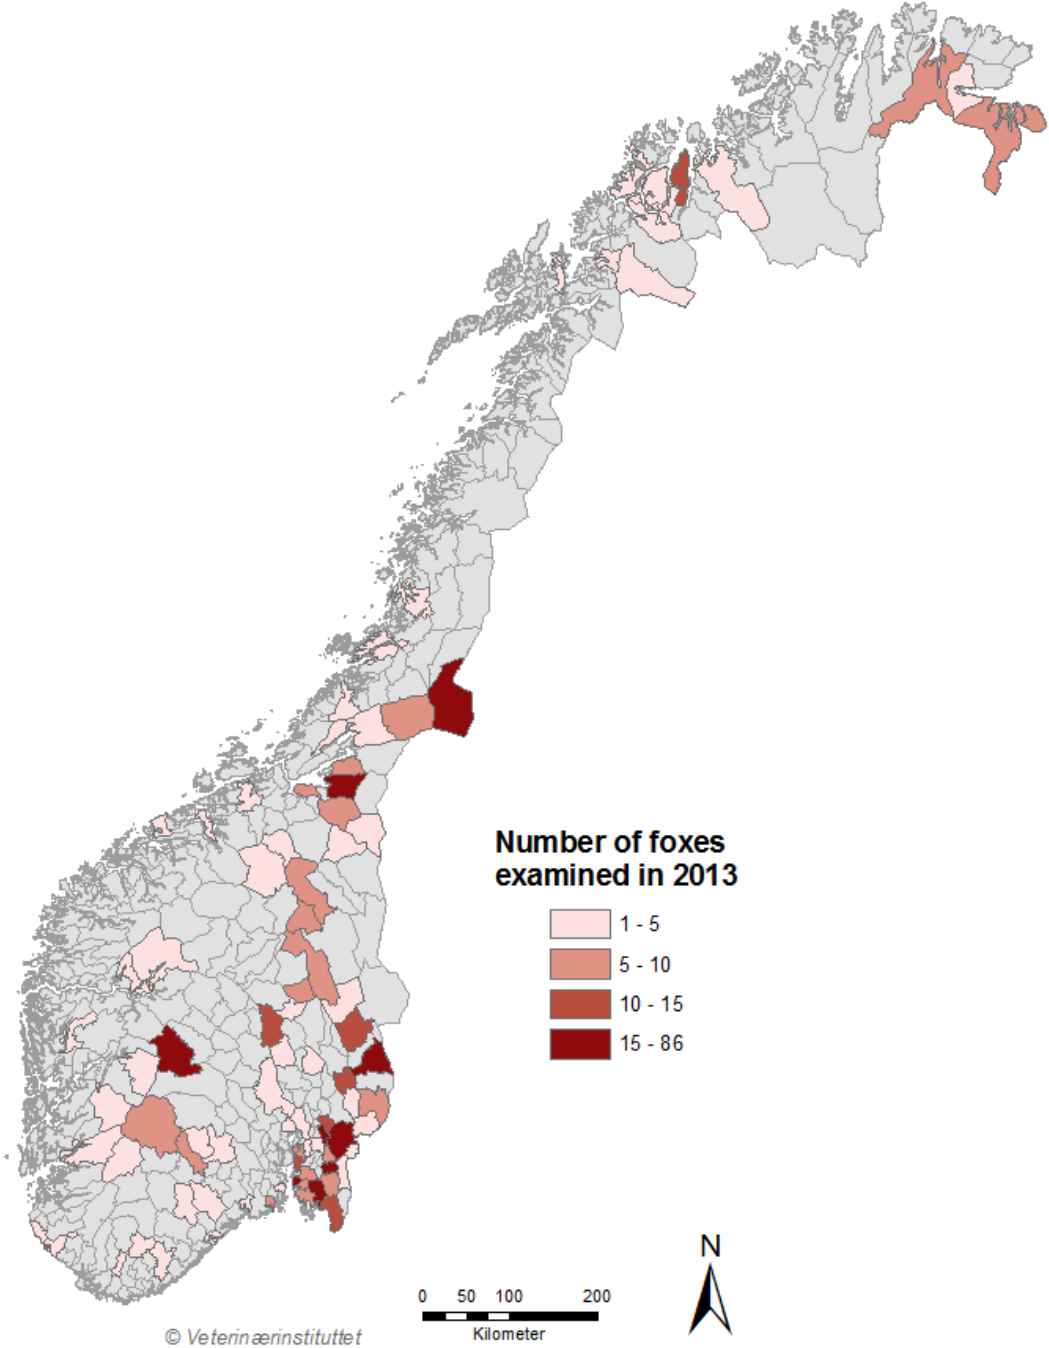 Number of foxes
examined in 2013
1 - 5
5 - 10
10 - 15
15 - 86
N
0 50 100 200
Kilometer
© Veterinærinstituttet